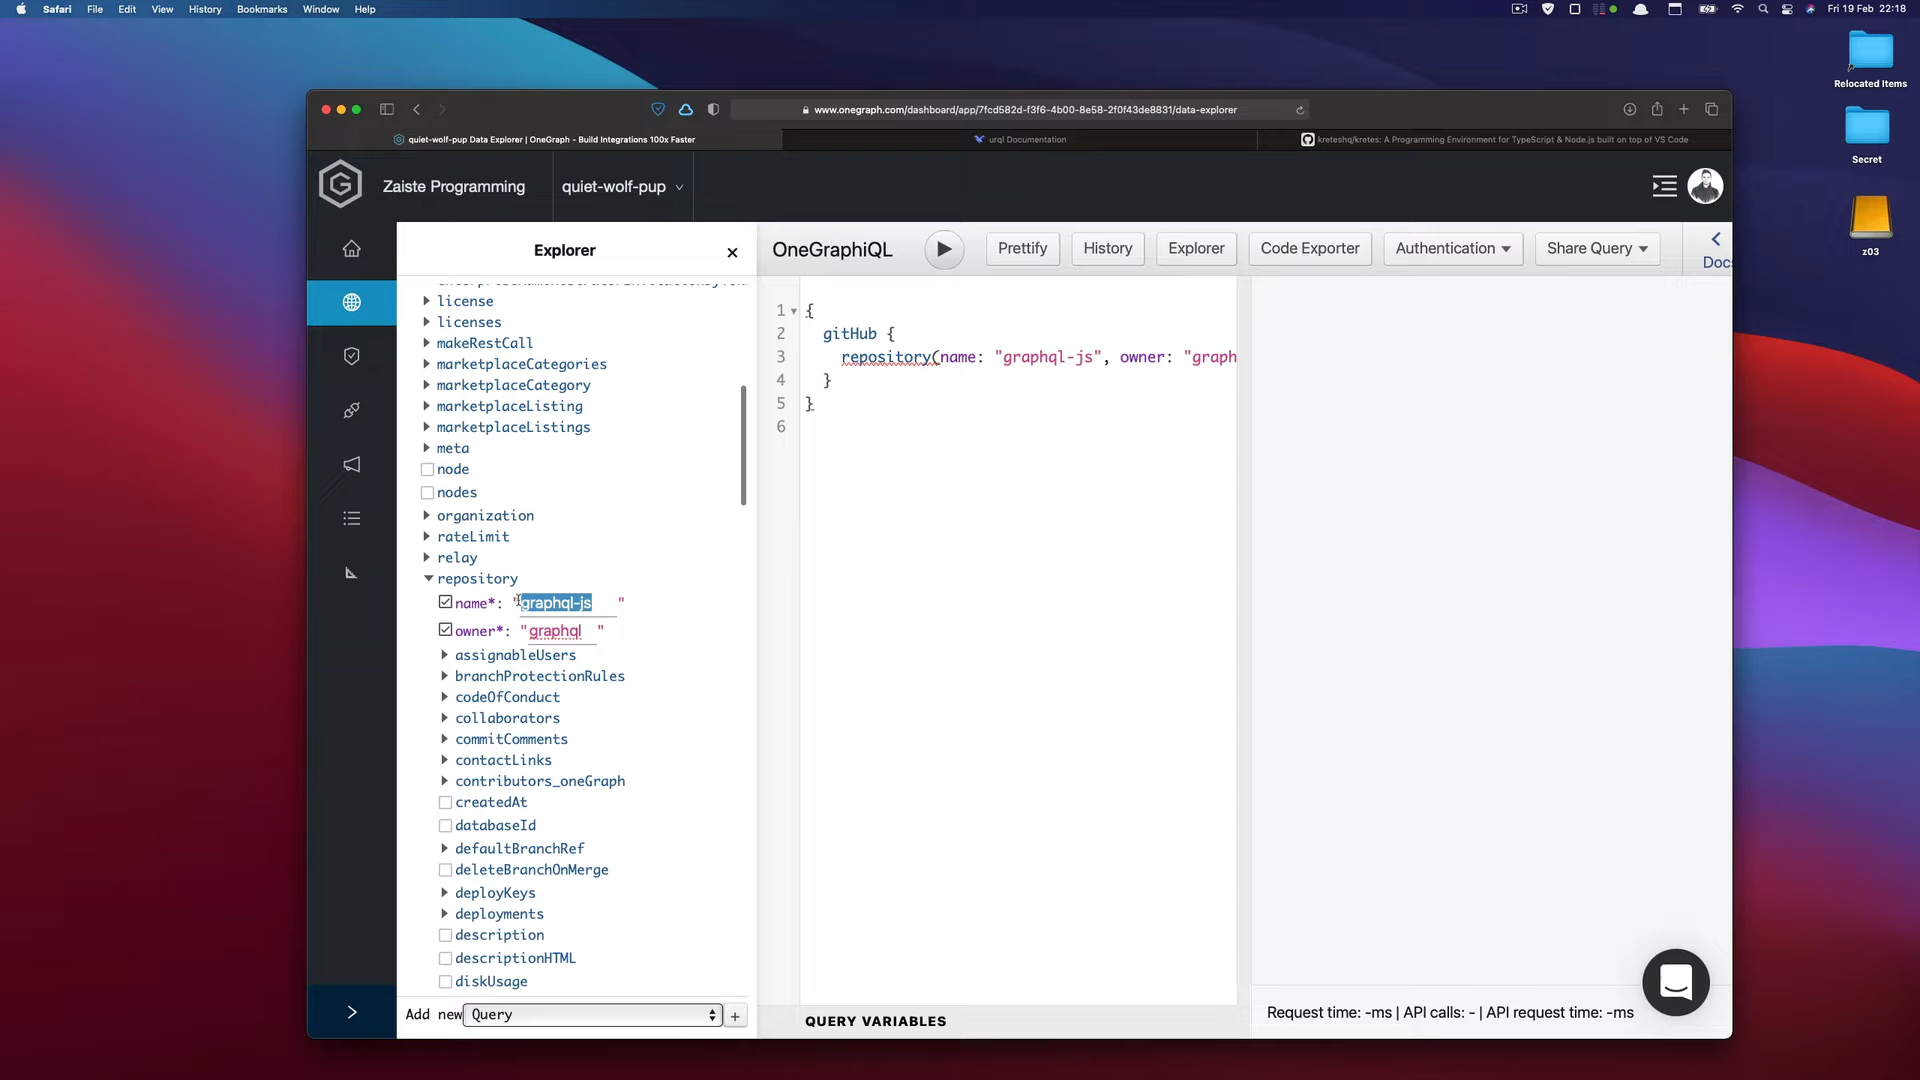 Safari File Edit View History Bookmarks Window Help
Fri 19 Feb 22:18
Relocated Items
Secret
z03
www.onegraph.com/dashboard/app/7fcd582d-f3f6-4b00-8e58-2f0f43de8831/data-explorer
quiet-wolf-pup Data Explorer | OneGraph - Build Integrations 100x Faster
urql Documentation
kreteshq/kretes: A Programming Environment for TypeScript & Node.js built on top of VS Code
Zaiste Programming
quiet-wolf-pup
Explorer
×
OneGraphiQL
Prettify
History
Explorer
Code Exporter
Authentication
Share Query
Docs
license
licenses
makeRestCall
marketplaceCategories
marketplaceCategory
marketplaceListing
marketplaceListings
meta
node
nodes
organization
rateLimit
relay
repository
name*: "graphql-js"
owner*: "graphql"
assignableUsers
branchProtectionRules
codeOfConduct
collaborators
commitComments
contactLinks
contributors_oneGraph
createdAt
databaseId
defaultBranchRef
deleteBranchOnMerge
deployKeys
deployments
description
descriptionHTML
diskUsage
Add new Query +
1 {
2 gitHub {
3 repository(name: "graphql-js", owner: "graph
4 }
5 }
6
QUERY VARIABLES
Request time: -ms | API calls: - | API request time: -ms